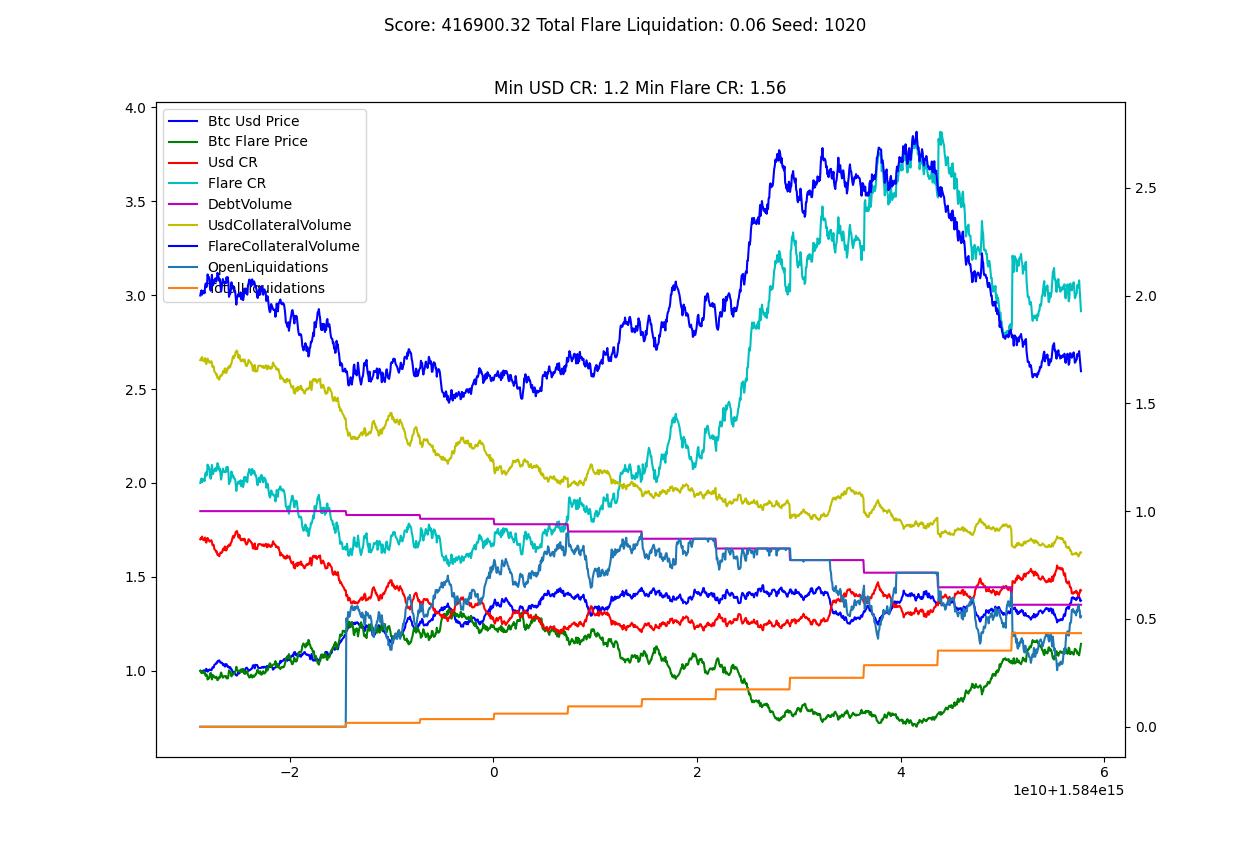 Score: 416900.32 Total Flare Liquidation: 0.06 Seed: 1020
Min USD CR: 1.2 Min Flare CR: 1.56
Btc Usd Price
Btc Flare Price
Usd CR
Flare CR
DebtVolume
UsdCollateralVolume
FlareCollateralVolume
OpenLiquidations
TotalLiquidations
4.0
3.5
3.0
2.5
2.0
1.5
1.0
2.5
2.0
1.5
1.0
0.5
0.0
−2
0
2
4
6
1e10+1.584e15